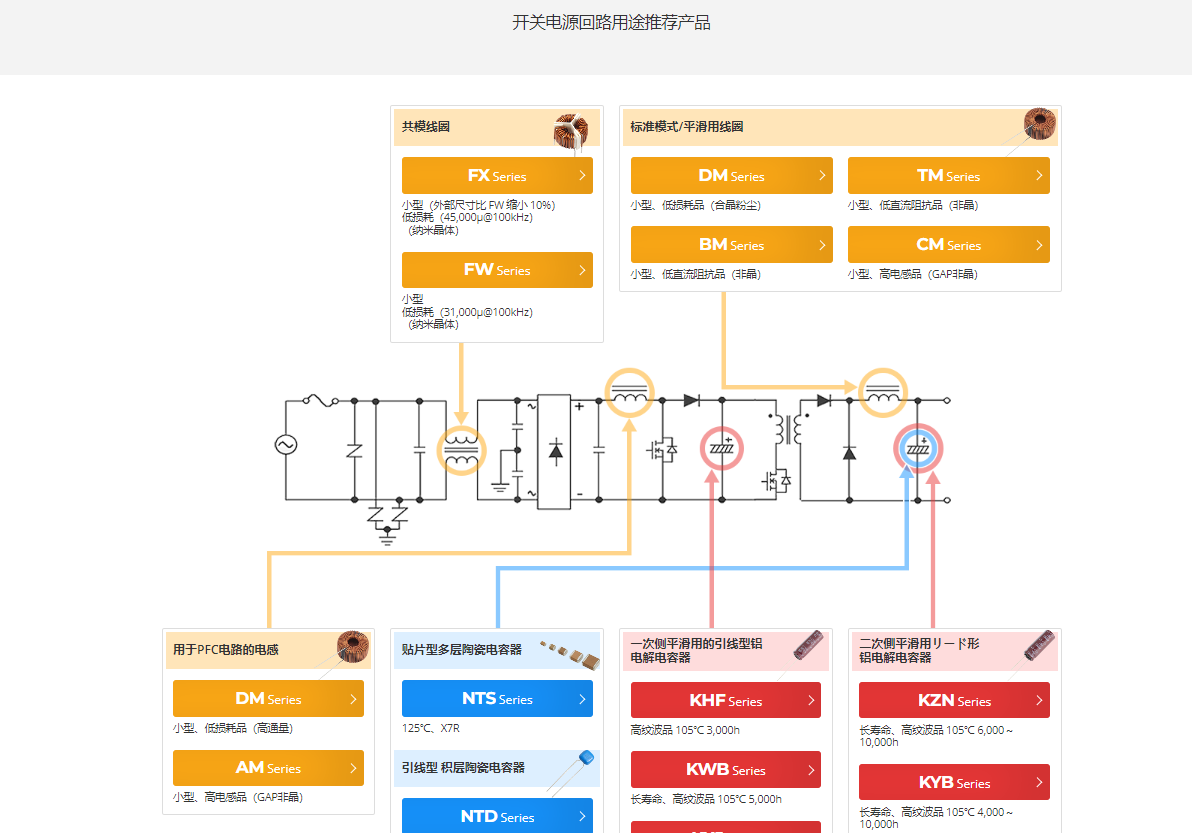 开关电源回路用途推荐产品
共模线圈
FX Series
小型（外部尺寸比 FW 缩小 10%）
低损耗（45,000μ@100kHz）
（纳米晶体）
FW Series
小型
低损耗（31,000μ@100kHz）
（纳米晶体）
标准模式/平滑用线圈
DM Series
小型、低损耗品（合晶粉尘）
TM Series
小型、低直流阻抗品（非晶）
BM Series
小型、低直流阻抗品（非晶）
CM Series
小型、高电感品（GAP非晶）
用于PFC电路的电感
DM Series
小型、低损耗品（高通量）
AM Series
小型、高电感品（GAP非晶）
贴片型多层陶瓷电容器
NTS Series
125℃、X7R
引线型 积层陶瓷电容器
NTD Series
一次侧平滑用的引线型铝
电解电容器
KHF Series
高纹波品 105℃ 3,000h
KWB Series
长寿命、高纹波品 105℃ 5,000h
二次侧平滑用リード形
铝电解电容器
KZN Series
长寿命、高纹波品 105℃ 6,000～
10,000h
KYB Series
长寿命、高纹波品 105℃ 4,000～
10,000h